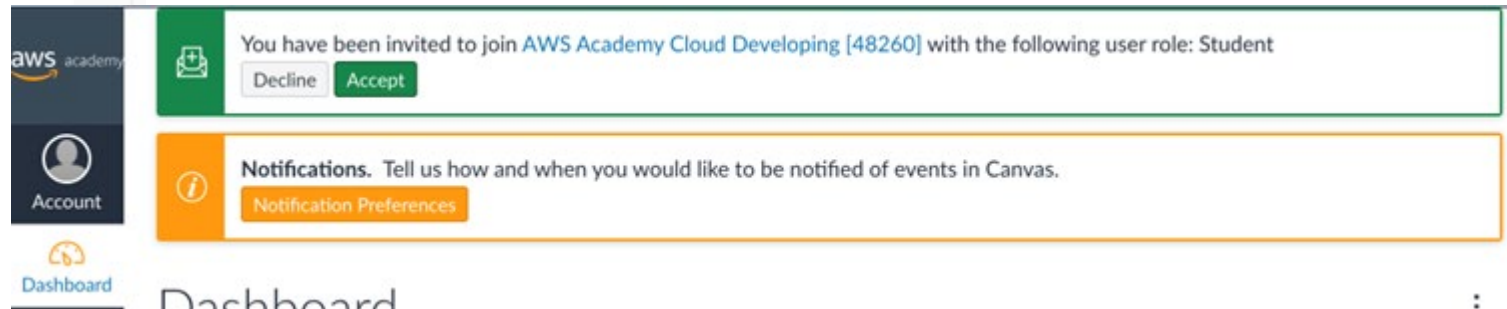 aws academy
You have been invited to join AWS Academy Cloud Developing [48260] with the following user role: Student
Decline Accept
Account
Notifications. Tell us how and when you would like to be notified of events in Canvas.
Notification Preferences
Dashboard
Dashboard